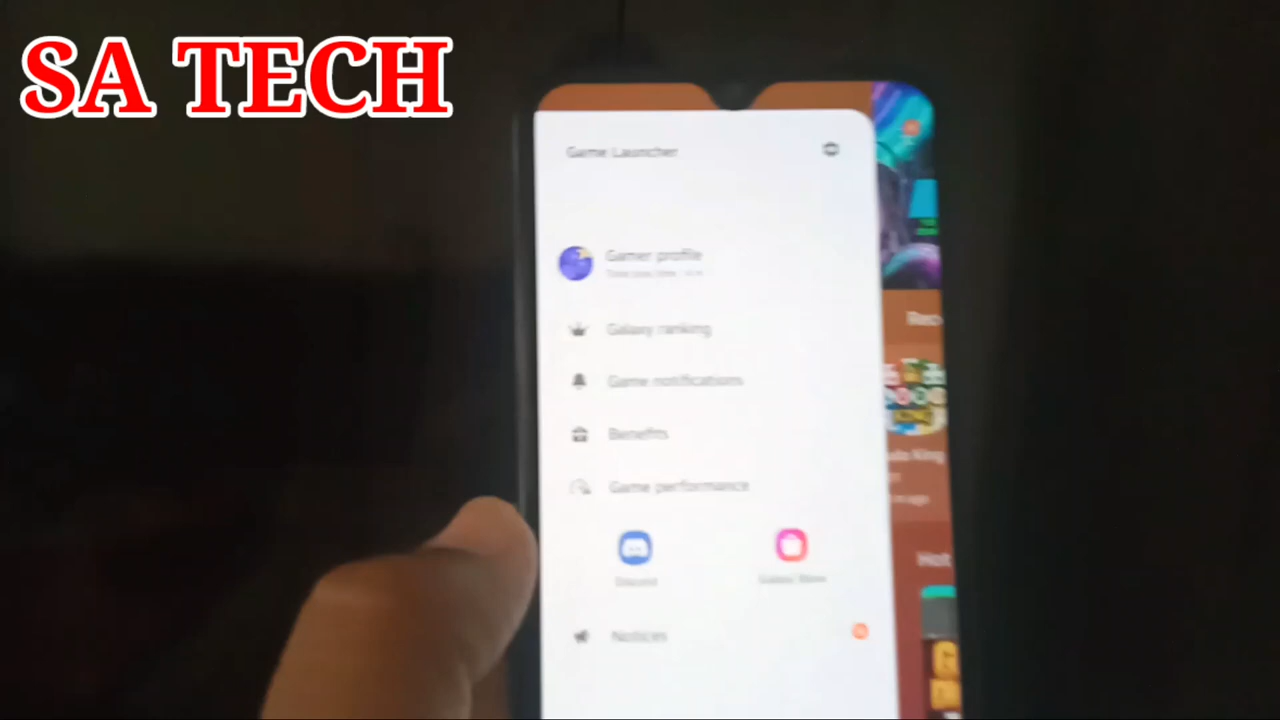 SA TECH
Game Launcher
Gamer profile
Galaxy ranking
Game notifications
Benefits
Game performance
Discord
Galaxy Store
Notices